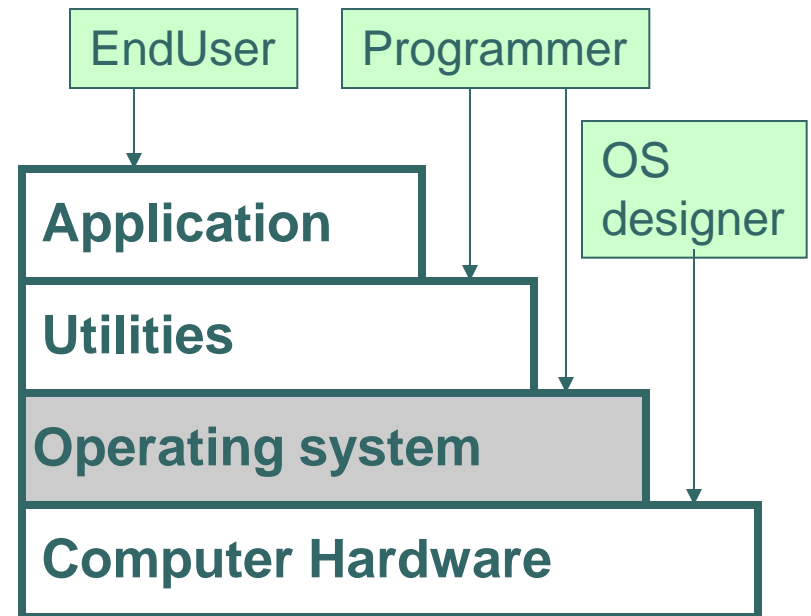 EndUser
Programmer
OS
designer
Application
Utilities
Operating system
Computer Hardware